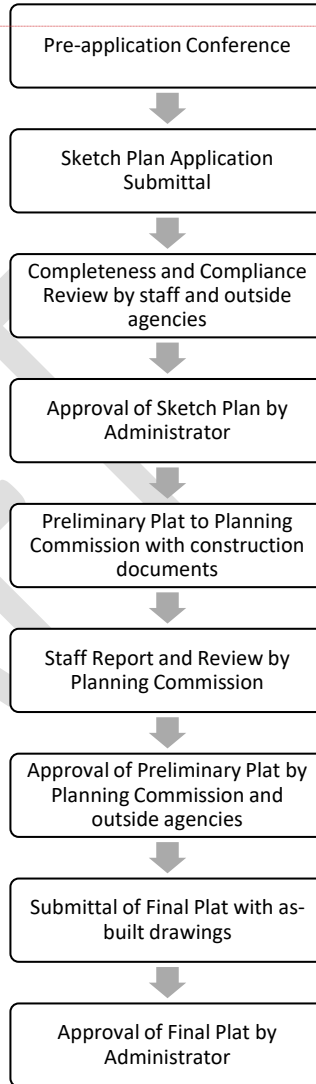 Pre-application Conference
Sketch Plan Application
Submittal
Completeness and Compliance
Review by staff and outside
agencies
Approval of Sketch Plan by
Administrator
Preliminary Plat to Planning
Commission with construction
documents
Staff Report and Review by
Planning Commission
Approval of Preliminary Plat by
Planning Commission and
outside agencies
Submittal of Final Plat with as-
built drawings
Approval of Final Plat by
Administrator